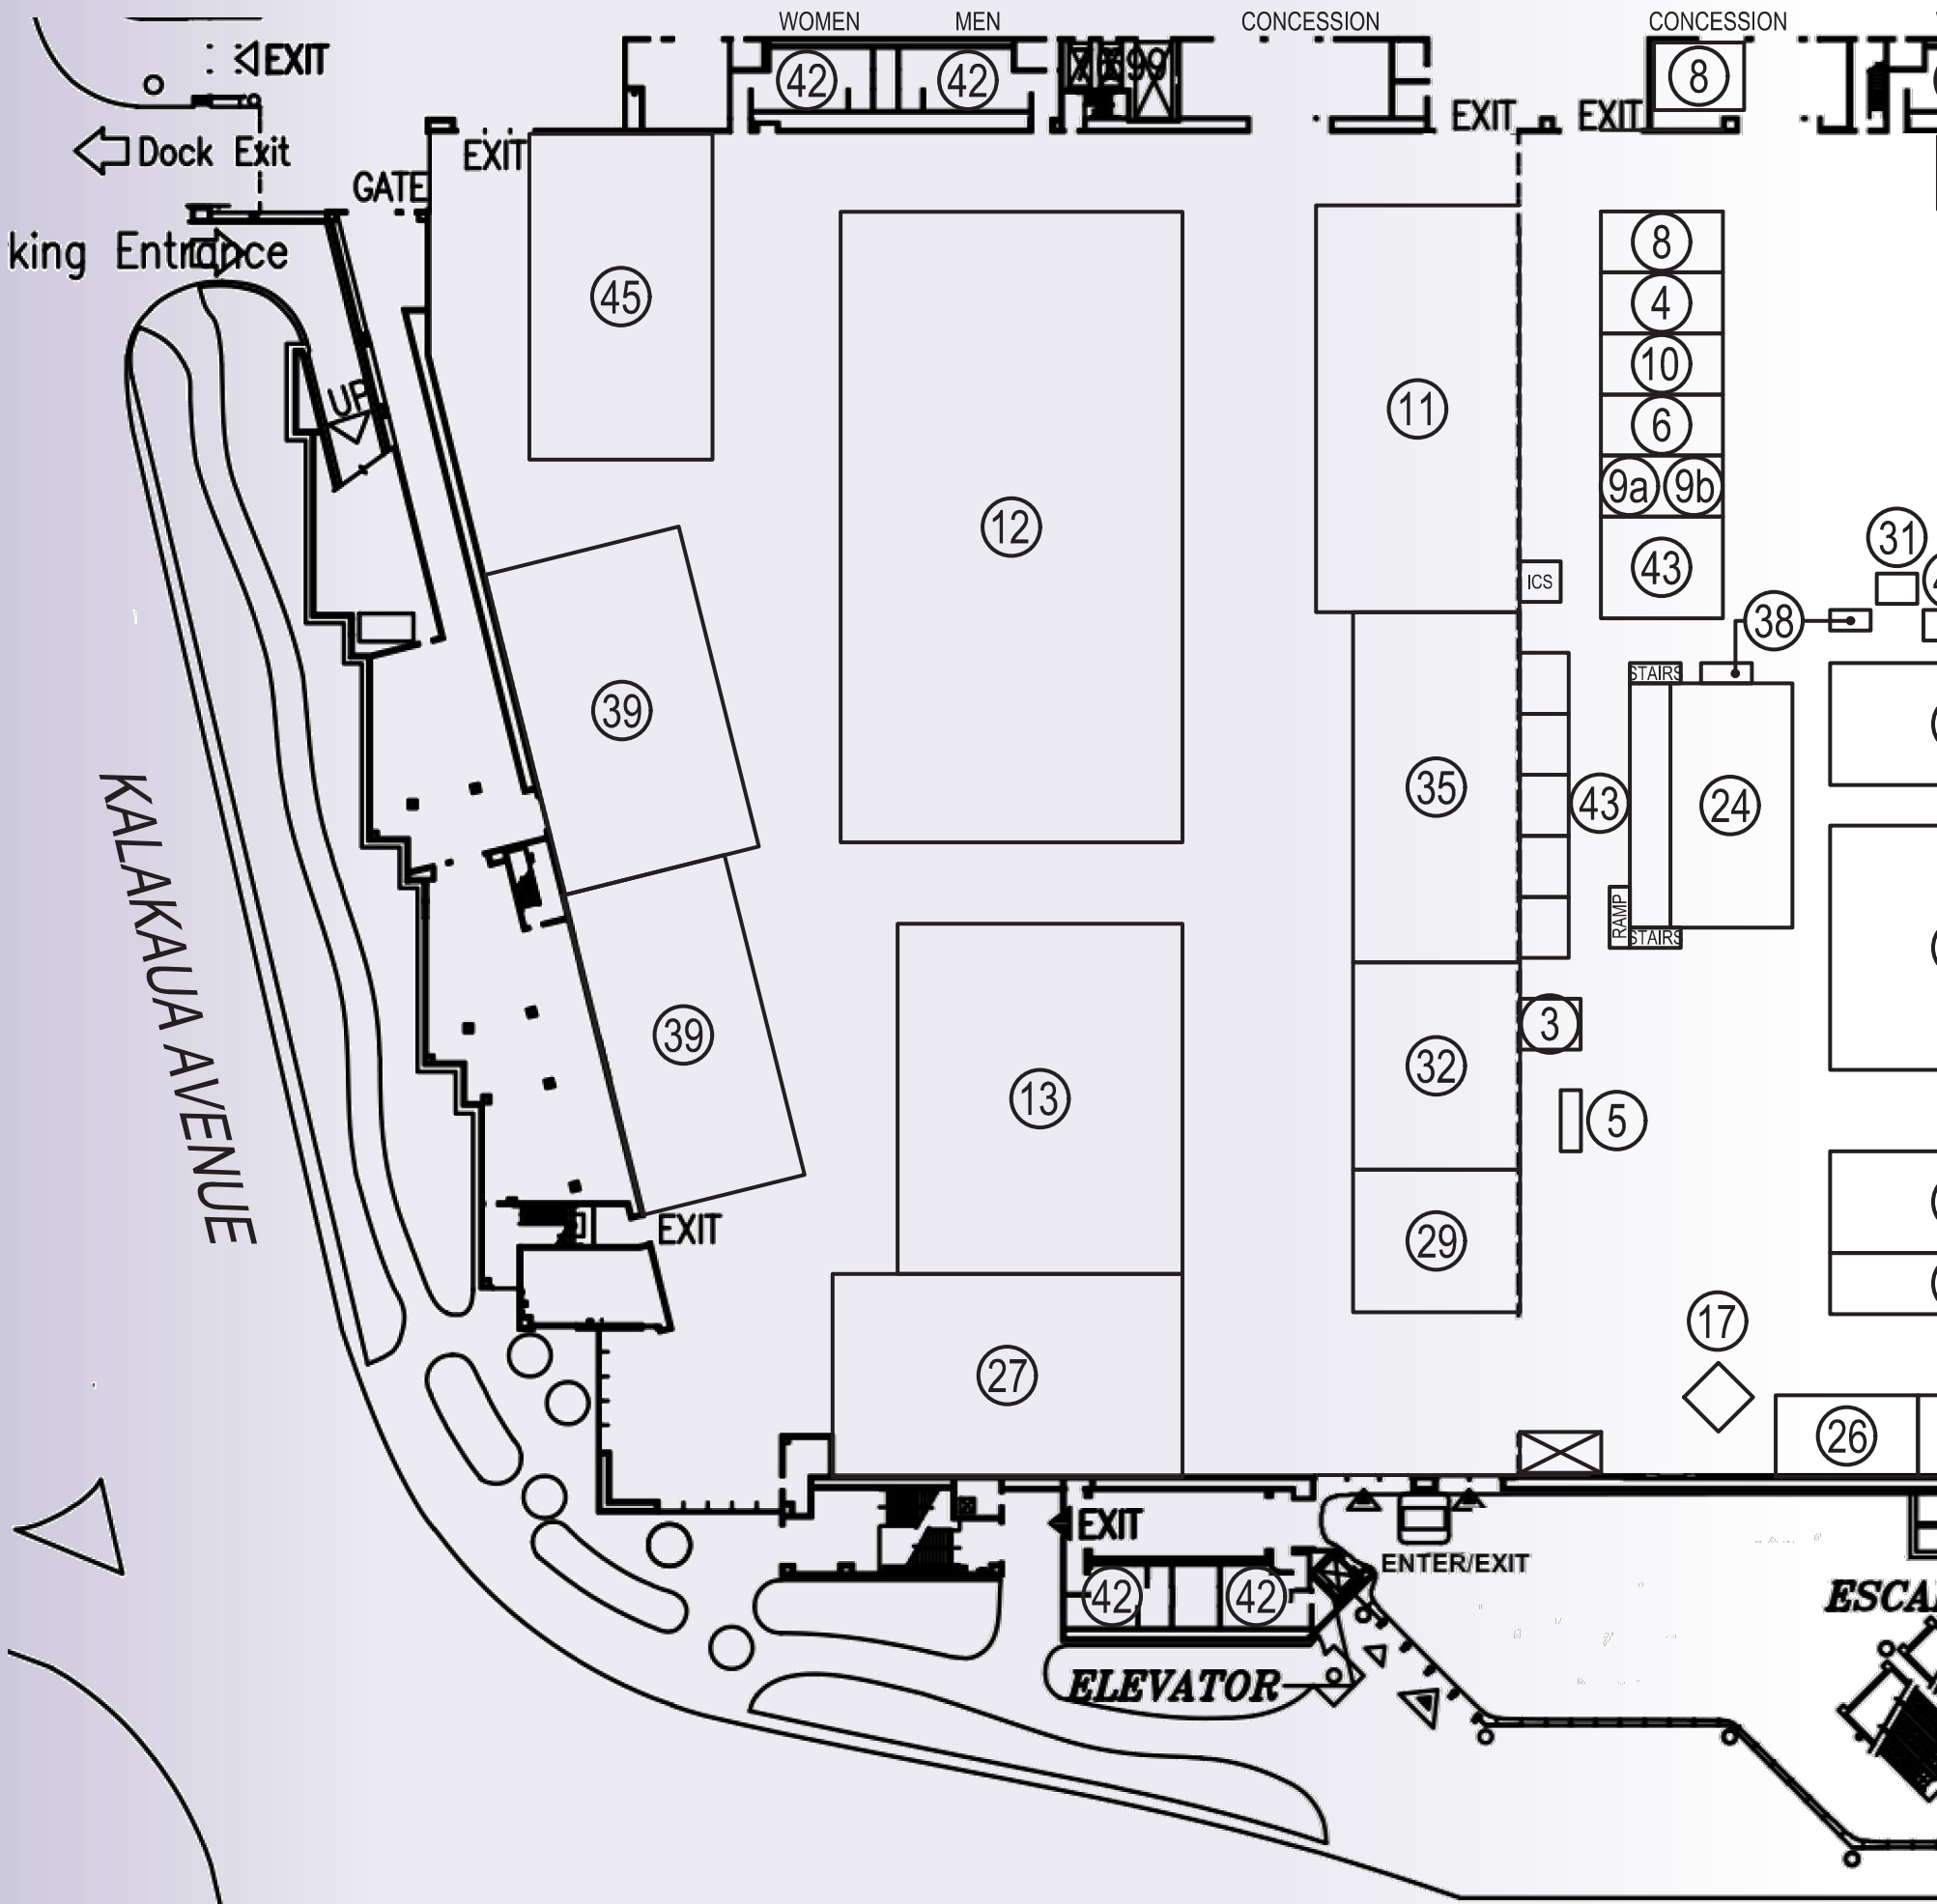 WOMEN
MEN
CONCESSION
CONCESSION
EXIT
42
42
8
EXIT
EXIT
Dock Exit
EXIT
GATE
king Entrance
45
12
11
8
4
10
6
9a
9b
43
31
ICS
38
UP
39
STAIRS
35
43
24
RAMP
STAIRS
KALAKAUA AVENUE
39
13
32
3
5
EXIT
29
17
27
26
EXIT
ENTER/EXIT
42
42
ELEVATOR